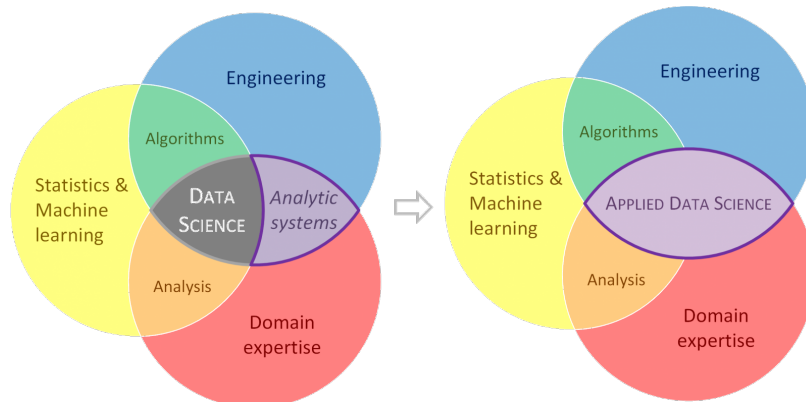 Engineering
Algorithms
Statistics &
Machine
learning
DATA
SCIENCE
Analytic
systems
Analysis
Domain
expertise
Engineering
Algorithms
Statistics &
Machine
learning
APPLIED DATA SCIENCE
Analysis
Domain
expertise